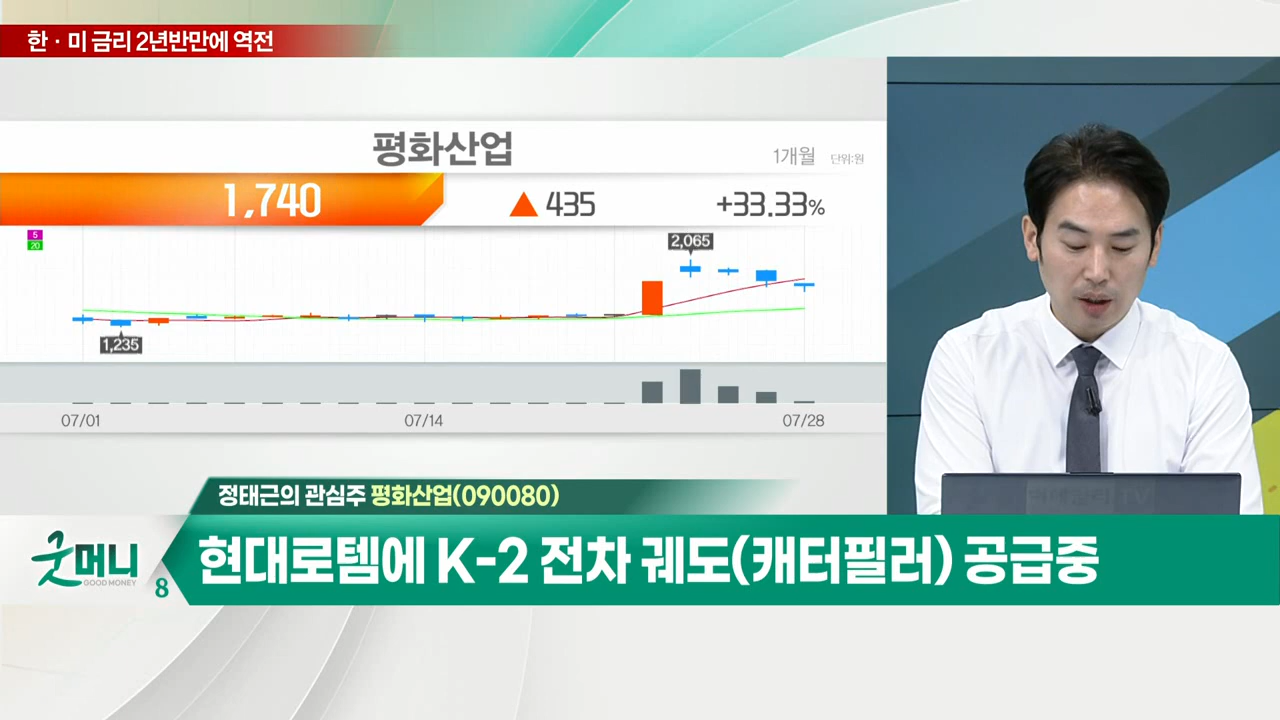 한·미 금리 2년반만에 역전
평화산업
1개월 단위:원
1,740 ▲ 435 +33.33%
5
20
2,065
1,235
07/01 07/14 07/28
정태근의 관심주 평화산업(090080)
굿머니
GOOD MONEY
8
현대로템에 K-2 전차 궤도(캐터필러) 공급중